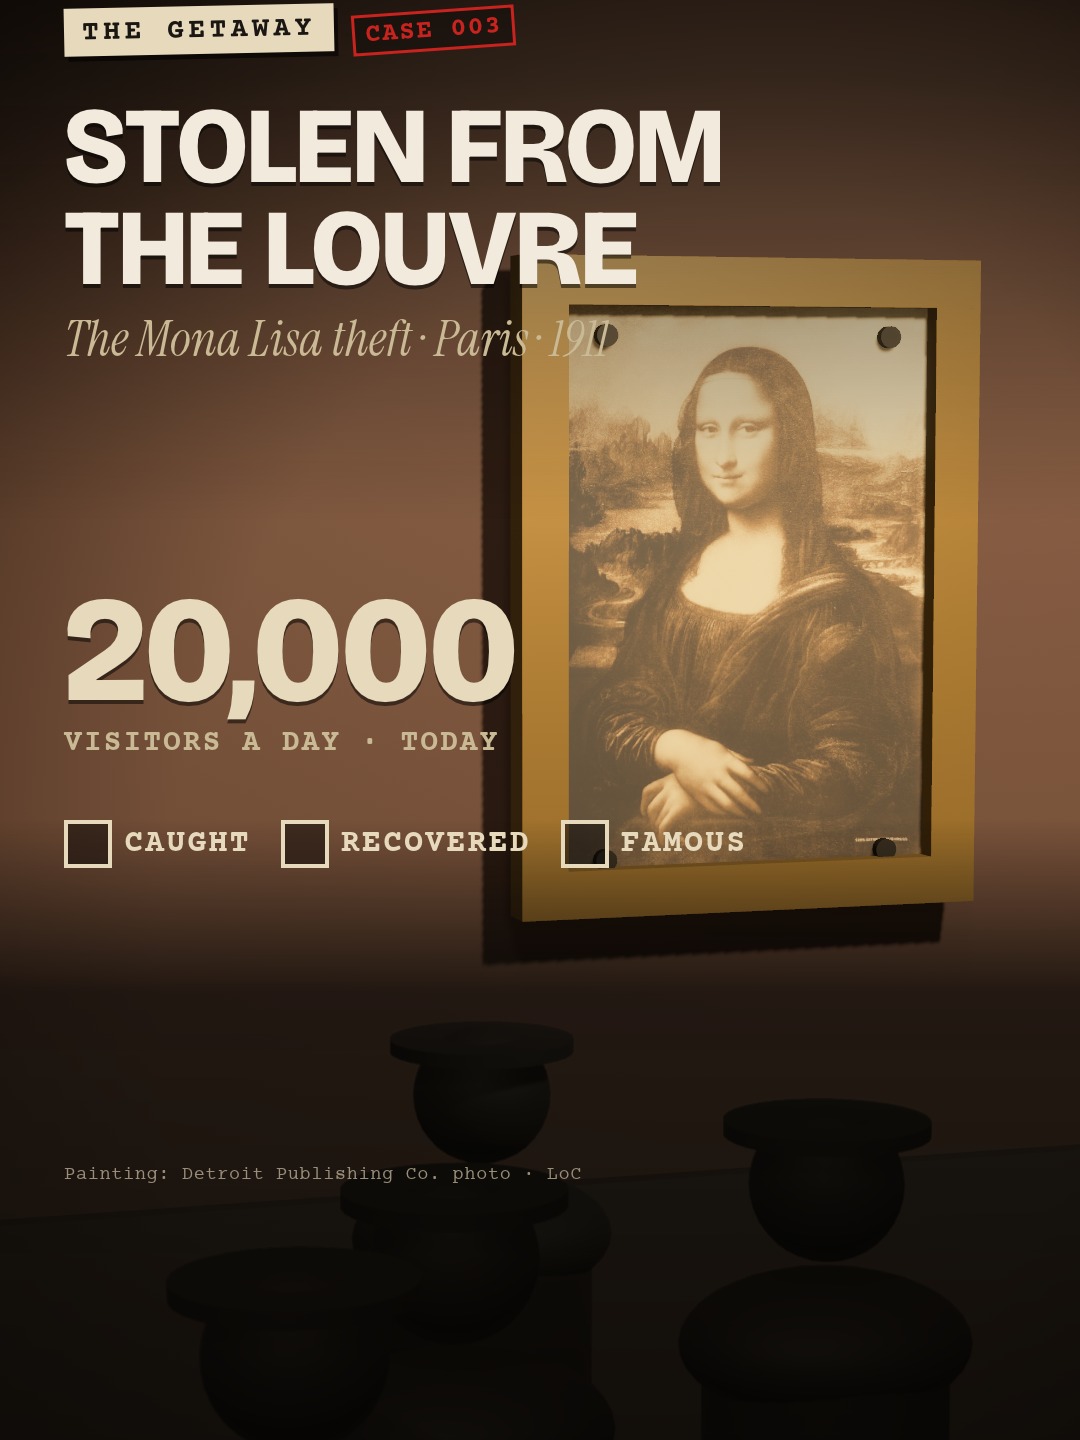 THE GETAWAY
CASE 003
STOLEN FROM
THE LOUVRE
The Mona Lisa theft · Paris · 1911
20,000
VISITORS A DAY · TODAY
CAUGHT
RECOVERED
FAMOUS
Painting: Detroit Publishing Co. photo · LoC